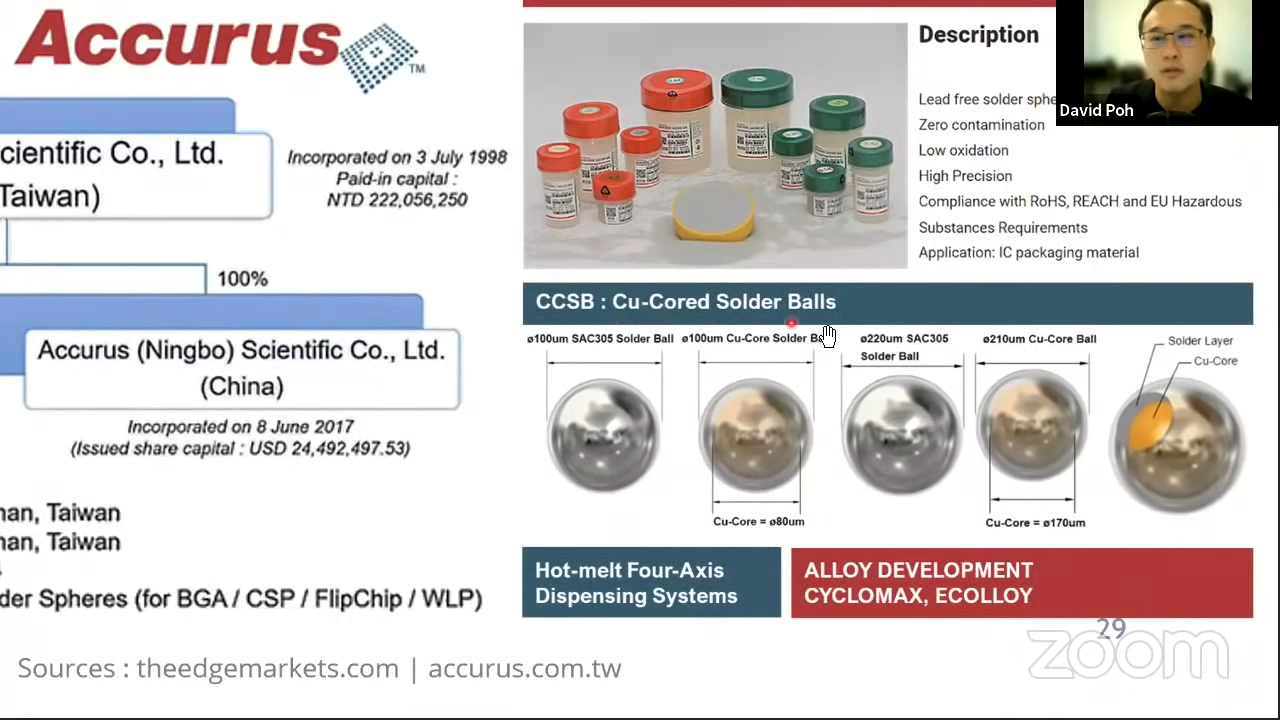 Accurus
TM
cientific Co., Ltd.
Taiwan)
Incorporated on 3 July 1998
Paid-in capital :
NTD 222,056,250
100%
Accurus (Ningbo) Scientific Co., Ltd.
(China)
Incorporated on 8 June 2017
(Issued share capital : USD 24,492,497.53)
nan, Taiwan
nan, Taiwan
der Spheres (for BGA / CSP / FlipChip / WLP)
Sources : theedgemarkets.com | accurus.com.tw
Description
Lead free solder sphe
Zero contamination
Low oxidation
High Precision
Compliance with RoHS, REACH and EU Hazardous
Substances Requirements
Application: IC packaging material
David Poh
CCSB : Cu-Cored Solder Balls
ø100um SAC305 Solder Ball
ø100um Cu-Core Solder Ba
ø220um SAC305
Solder Ball
ø210um Cu-Core Ball
Solder Layer
Cu-Core
Cu-Core = ø80um
Cu-Core = ø170um
Hot-melt Four-Axis
Dispensing Systems
ALLOY DEVELOPMENT
CYCLOMAX, ECOLLOY
29
zoom